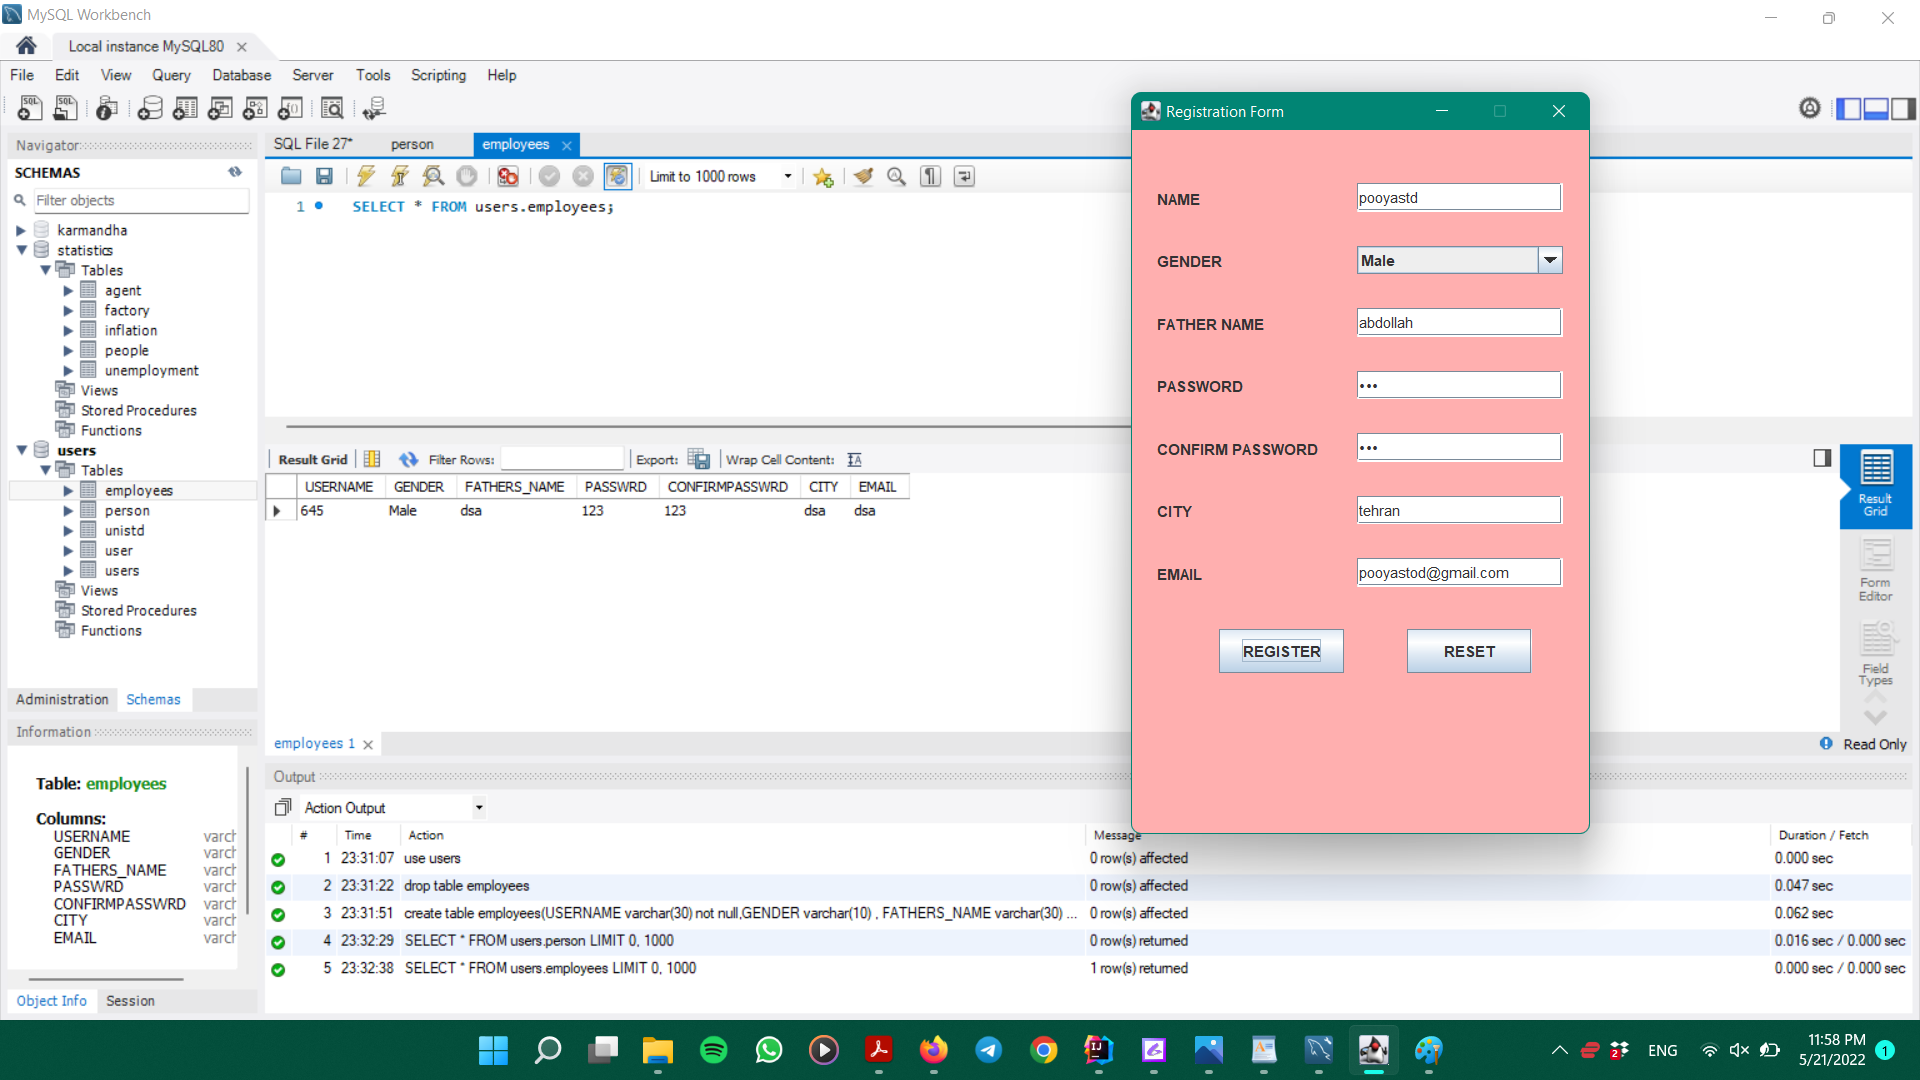 MySQL Workbench
Local instance MySQL80
File Edit View Query Database Server Tools Scripting Help
Navigator
SCHEMAS
Filter objects
karmandha
statistics
Tables
agent
factory
inflation
people
unemployment
Views
Stored Procedures
Functions
users
Tables
employees
person
unistd
user
users
Views
Stored Procedures
Functions
Administration Schemas
Information
Table: employees
Columns:
USERNAME varch
GENDER varch
FATHERS_NAME varch
PASSWRD varch
CONFIRMPASSWRD varch
CITY varch
EMAIL varch
Object Info Session
SQL File 27* person employees
Limit to 1000 rows
1 SELECT * FROM users.employees;
Result Grid Filter Rows: Export: Wrap Cell Content:
USERNAME GENDER FATHERS_NAME PASSWRD CONFIRMPASSWRD CITY EMAIL
645 Male dsa 123 123 dsa dsa
Result
Grid
Form
Editor
Field
Types
employees 1
Read Only
Output
Action Output
# Time Action Message Duration / Fetch
1 23:31:07 use users 0 row(s) affected 0.000 sec
2 23:31:22 drop table employees 0 row(s) affected 0.047 sec
3 23:31:51 create table employees(USERNAME varchar(30) not null,GENDER varchar(10) , FATHERS_NAME varchar(30) ... 0 row(s) affected 0.062 sec
4 23:32:29 SELECT * FROM users.person LIMIT 0, 1000 0 row(s) returned 0.016 sec / 0.000 sec
5 23:32:38 SELECT * FROM users.employees LIMIT 0, 1000 1 row(s) returned 0.000 sec / 0.000 sec
Registration Form
NAME pooyastd
GENDER Male
FATHER NAME abdollah
PASSWORD •••
CONFIRM PASSWORD •••
CITY tehran
EMAIL pooyastod@gmail.com
REGISTER RESET
ENG
11:58 PM
5/21/2022
1
2